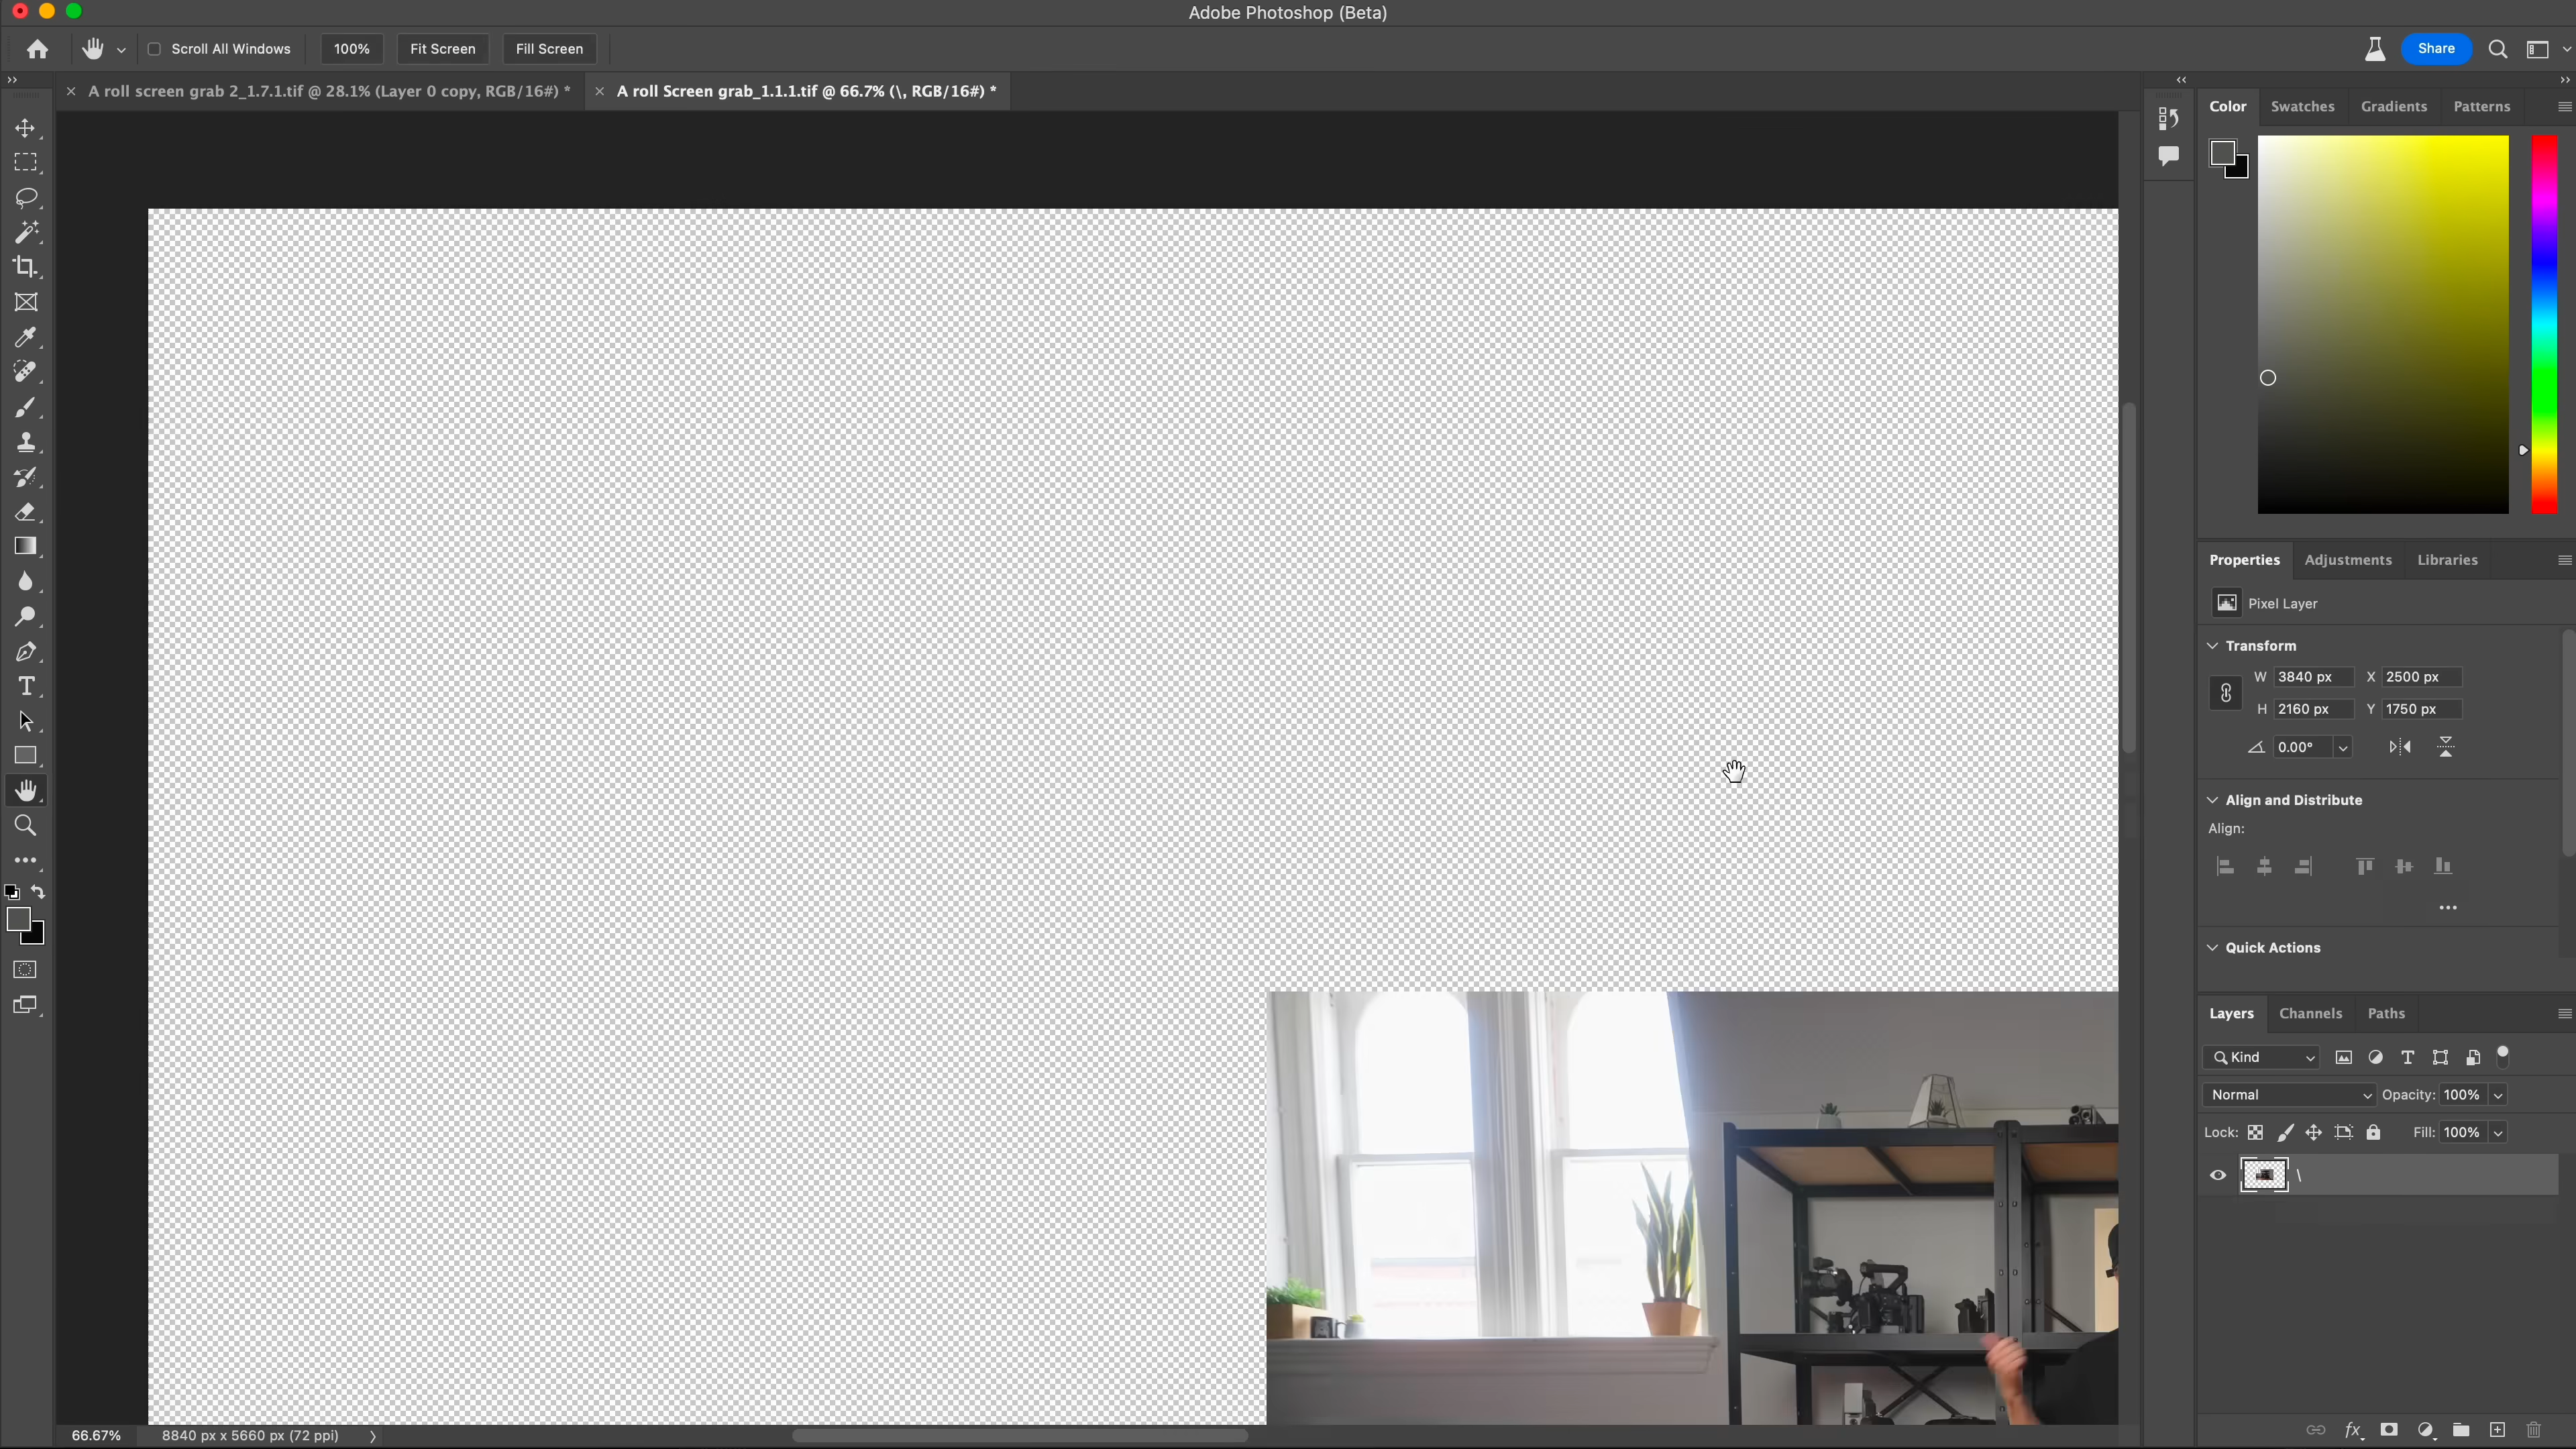 Adobe Photoshop (Beta)
Scroll All Windows 100% Fit Screen Fill Screen Share
A roll screen grab 2_1.7.1.tif @ 28.1% (Layer 0 copy, RGB/16#) * A roll Screen grab_1.1.1.tif @ 66.7% (\, RGB/16#) *
Color Swatches Gradients Patterns
Properties Adjustments Libraries
Pixel Layer
Transform
W 3840 px X 2500 px
H 2160 px Y 1750 px
0.00°
Align and Distribute
Align:
Quick Actions
Layers Channels Paths
Kind
Normal Opacity: 100%
Lock: Fill: 100%
\
66.67% 8840 px x 5660 px (72 ppi)